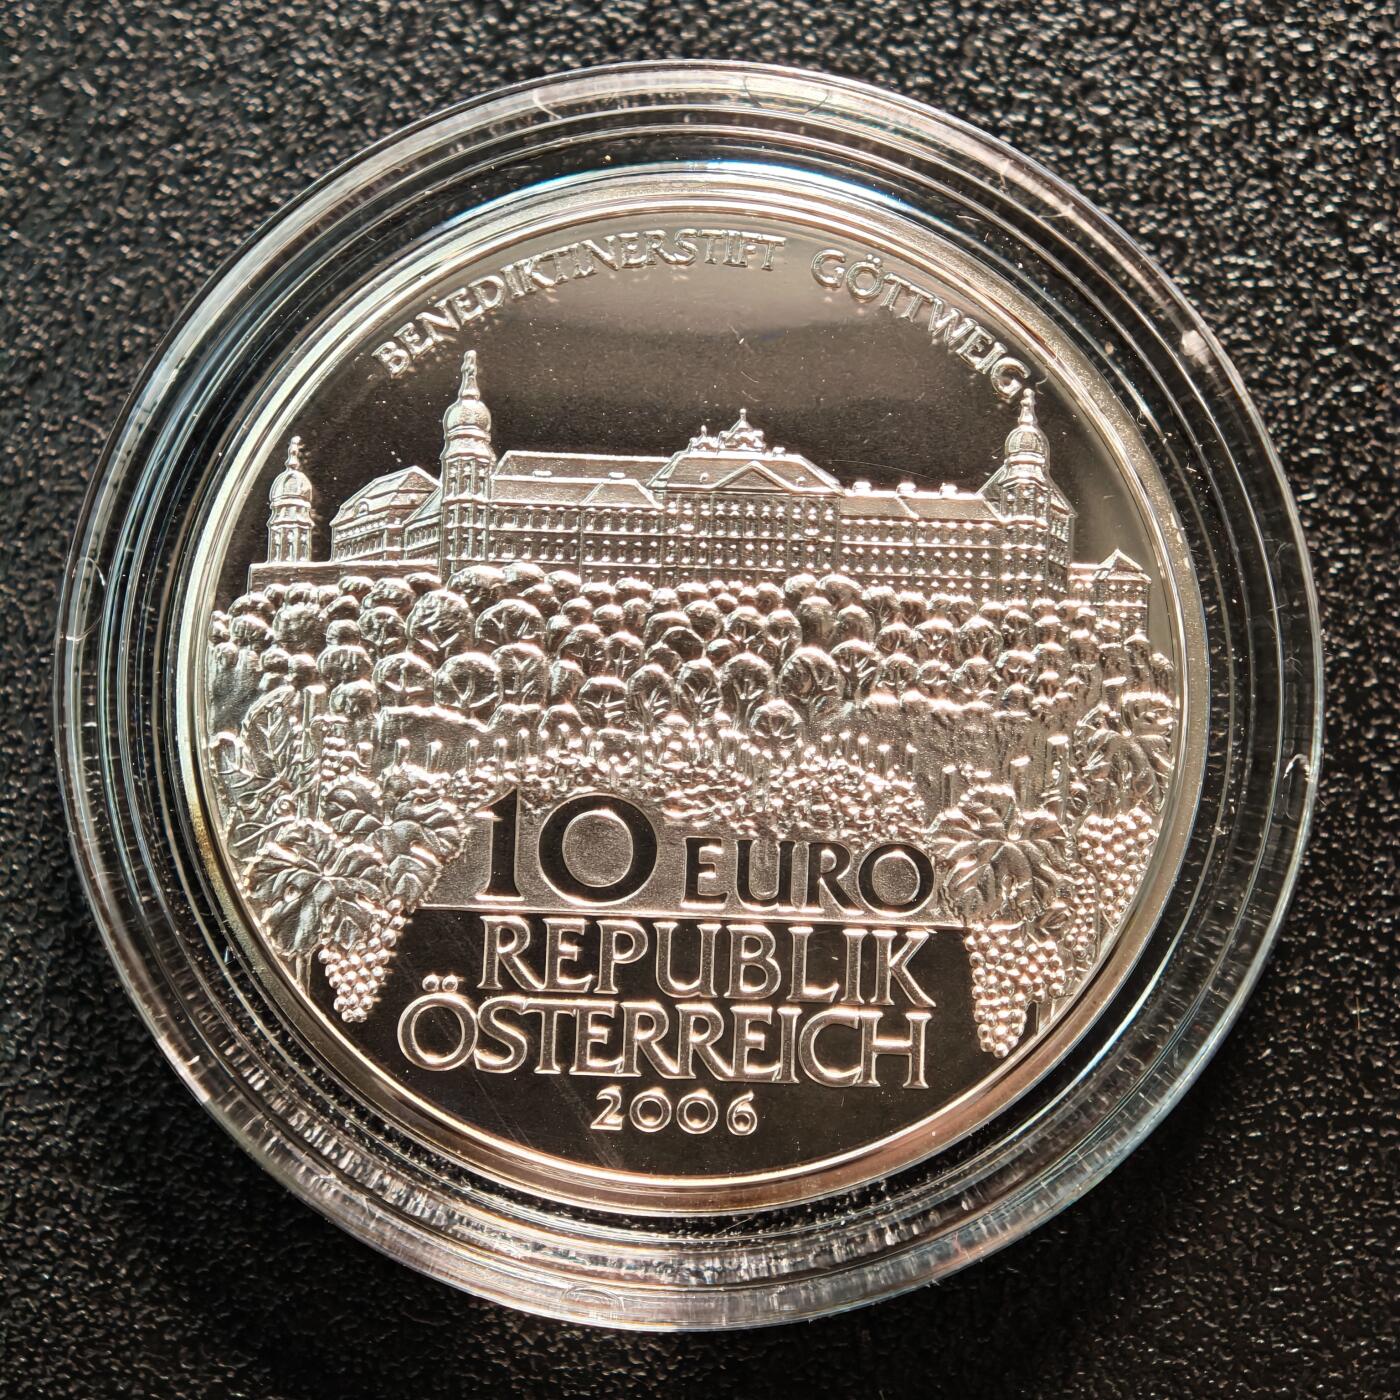 BENEDIKTINERSTIFT GÖTTWEIG
10 EURO
REPUBLIK
ÖSTERREICH
2006